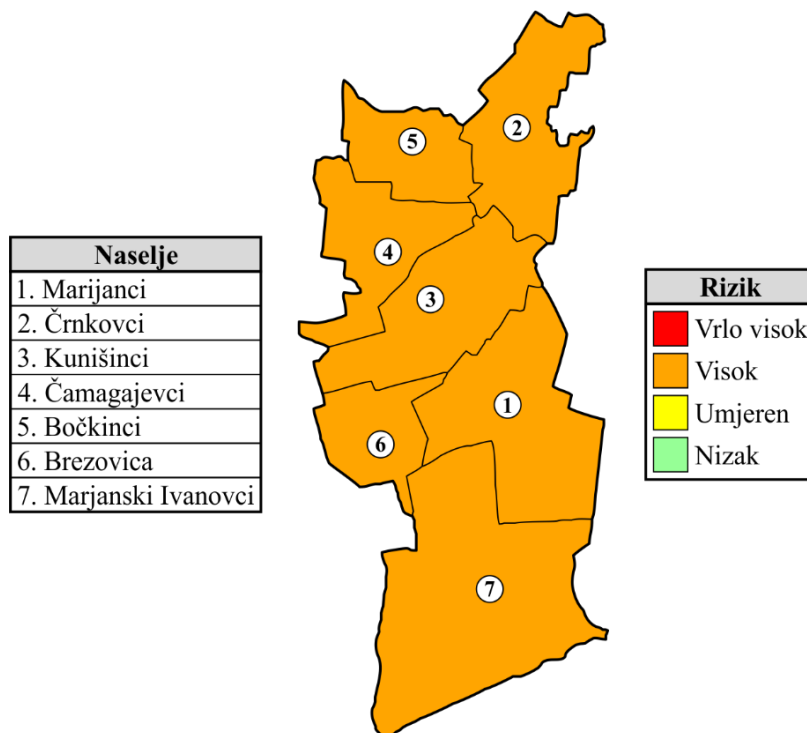 Naselje
1. Marijanci
2. Črnkovci
3. Kunišinci
4. Čamagajevci
5. Bočkinci
6. Brezovica
7. Marjanski Ivanovci
2
5
4
3
1
6
7
Rizik
Vrlo visok
Visok
Umjeren
Nizak